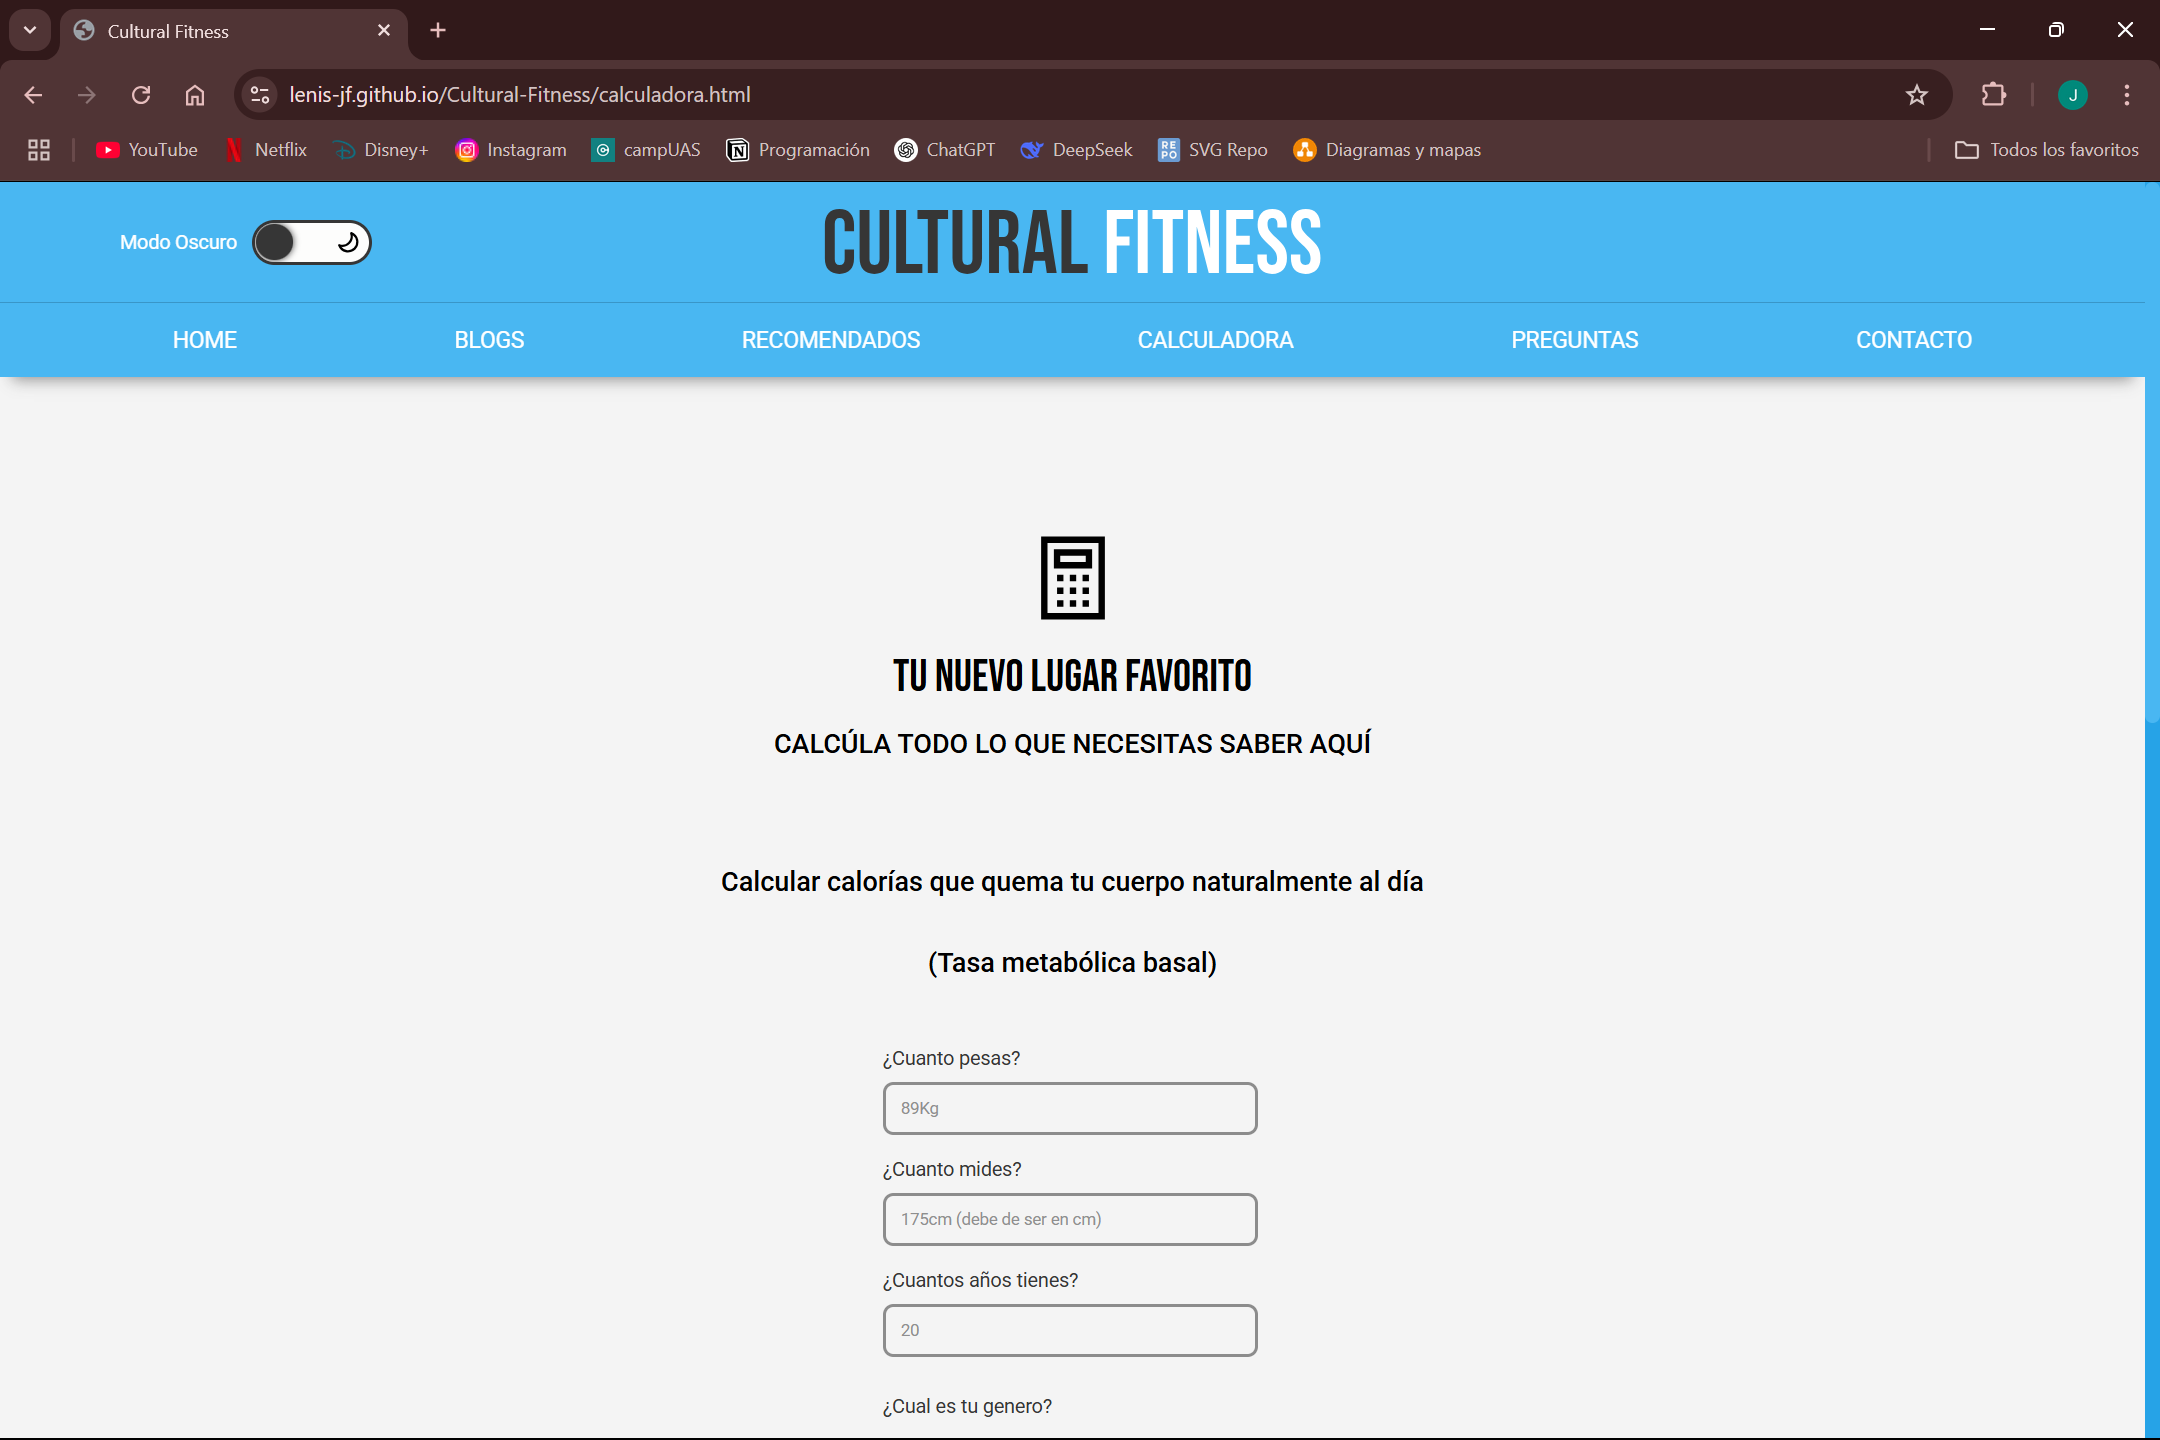 Cultural Fitness
lenis-jf.github.io/Cultural-Fitness/calculadora.html
J
YouTube Netflix Disney+ Instagram campUAS Programación ChatGPT DeepSeek SVG Repo Diagramas y mapas Todos los favoritos
Modo Oscuro
CULTURAL FITNESS
HOME BLOGS RECOMENDADOS CALCULADORA PREGUNTAS CONTACTO
TU NUEVO LUGAR FAVORITO
CALCÚLA TODO LO QUE NECESITAS SABER AQUÍ
Calcular calorías que quema tu cuerpo naturalmente al día
(Tasa metabólica basal)
¿Cuanto pesas?
89Kg
¿Cuanto mides?
175cm (debe de ser en cm)
¿Cuantos años tienes?
20
¿Cual es tu genero?